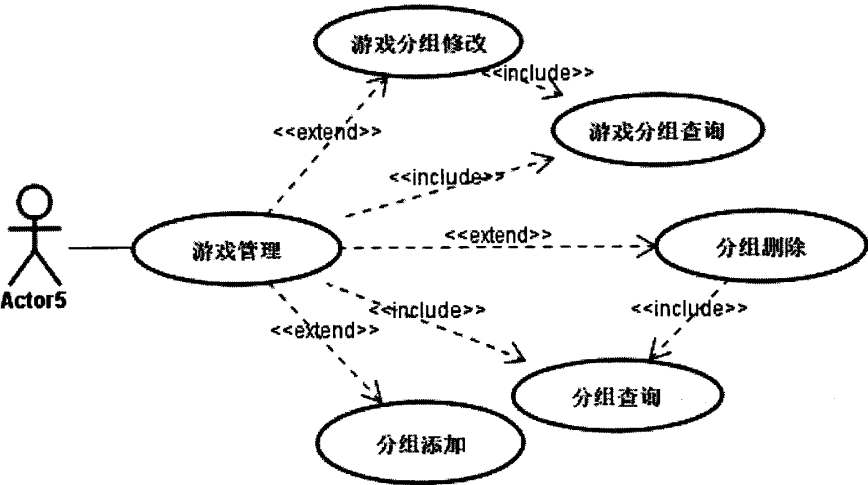 游戏分组修改
<<include>>
<<extend>>
游戏分组查询
<<include>>
游戏管理
<<extend>>
分组删除
Actor5
<<include>>
<<include>>
<<extend>>
分组查询
分组添加